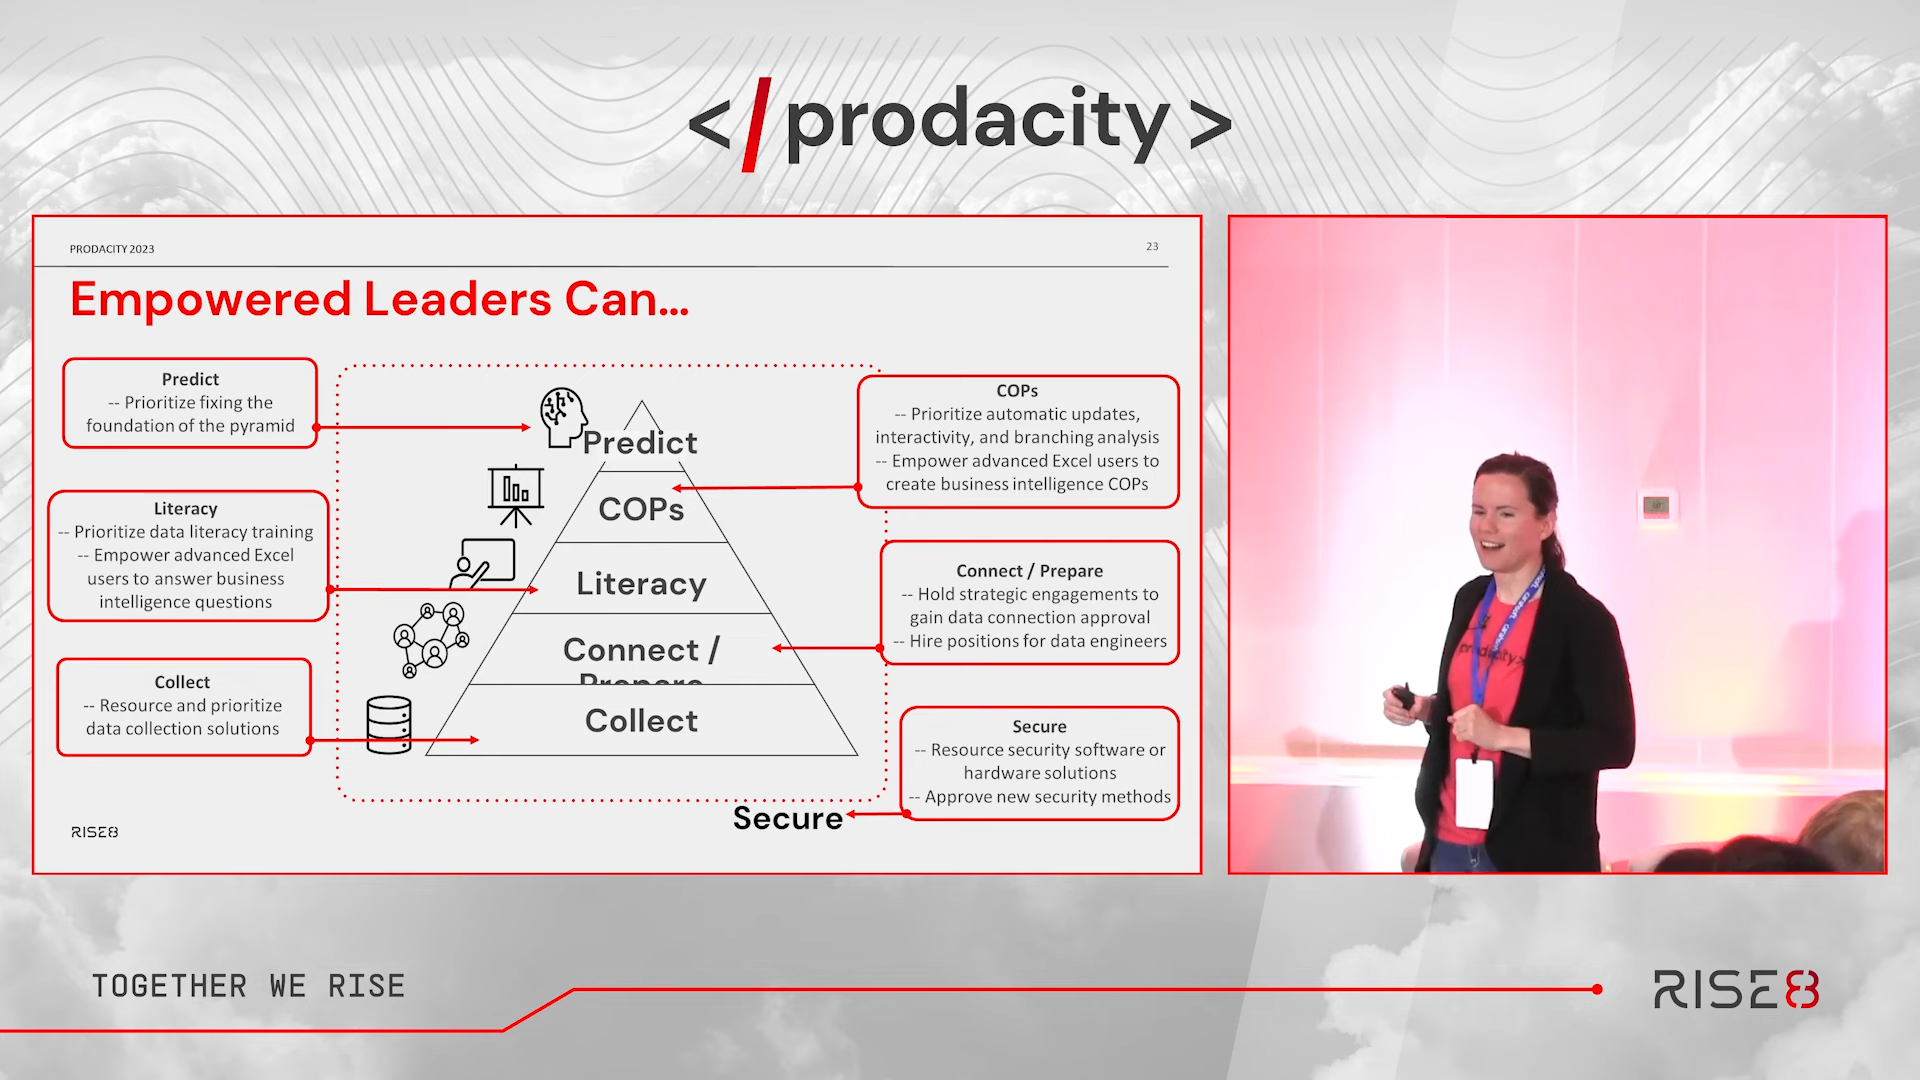 </prodacity>
PRODACITY 2023
23
Empowered Leaders Can...
Predict
-- Prioritize fixing the
foundation of the pyramid
Literacy
-- Prioritize data literacy training
-- Empower advanced Excel
users to answer business
intelligence questions
Collect
-- Resource and prioritize
data collection solutions
Predict
COPs
Literacy
Connect /
Prepare
Collect
COPs
-- Prioritize automatic updates,
interactivity, and branching analysis
-- Empower advanced Excel users to
create business intelligence COPs
Connect / Prepare
-- Hold strategic engagements to
gain data connection approval
-- Hire positions for data engineers
Secure
-- Resource security software or
hardware solutions
-- Approve new security methods
Secure
RISE8
prodacity>
carahsoft
TOGETHER WE RISE
RISE8